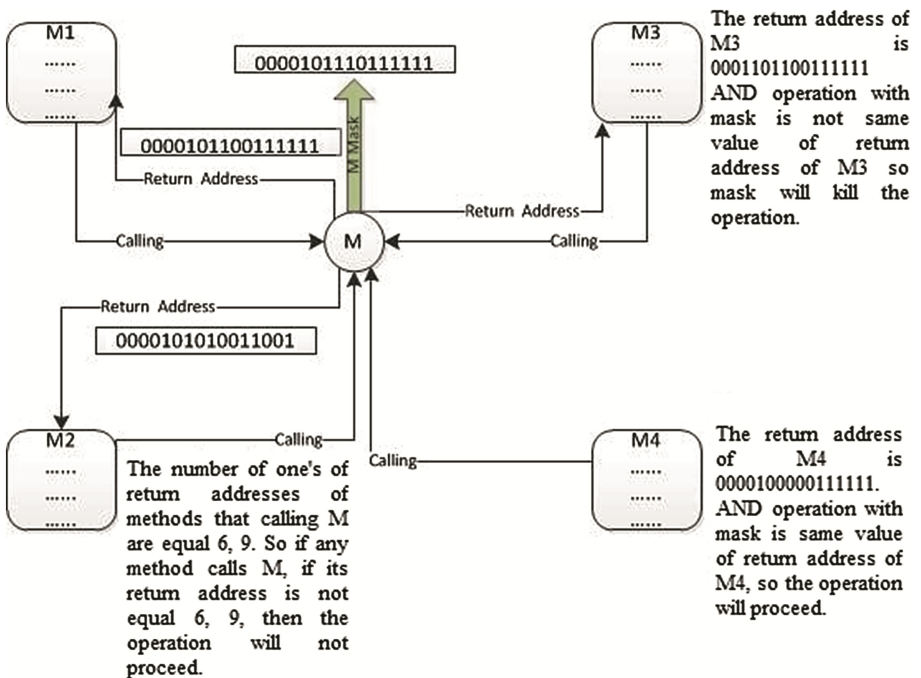 M1
......
......
......
0000101110111111
M3
......
......
......
The return address of
M3 is
0001101100111111
AND operation with
mask is not same
value of return
address of M3 so
mask will kill the
operation.
0000101100111111
M Mask
Return Address
Return Address
Calling
M
Calling
Return Address
0000101010011001
M2
......
......
......
Calling
Calling
M4
......
......
......
The number of one's of
return addresses of
methods that calling M
are equal 6, 9. So if any
method calls M, if its
return address is not
equal 6, 9, then the
operation will not
proceed.
The return address
of M4 is
0000100000111111.
AND operation with
mask is same value
of return address of
M4, so the operation
will proceed.